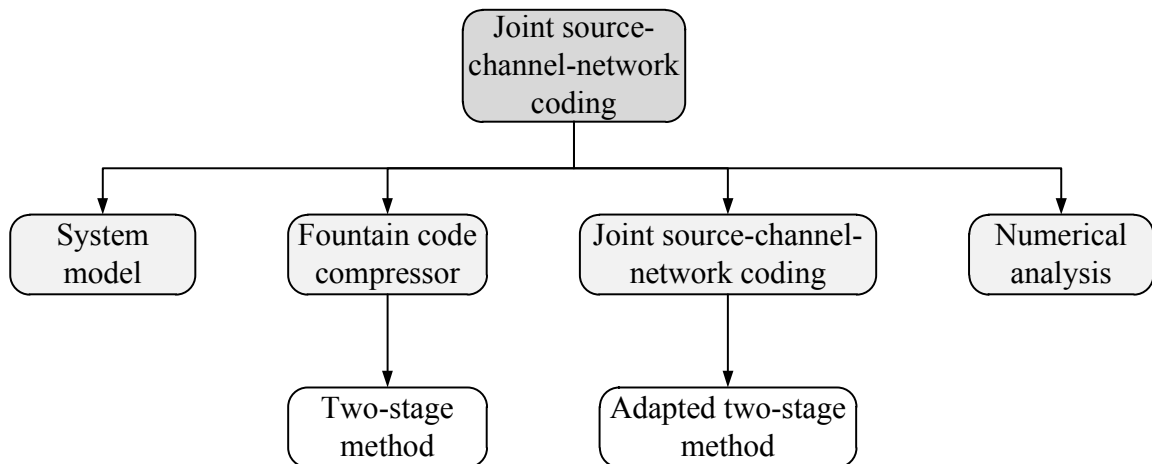 Joint source-
channel-network
coding
System
model
Fountain code
compressor
Joint source-channel-
network coding
Numerical
analysis
Two-stage
method
Adapted two-stage
method